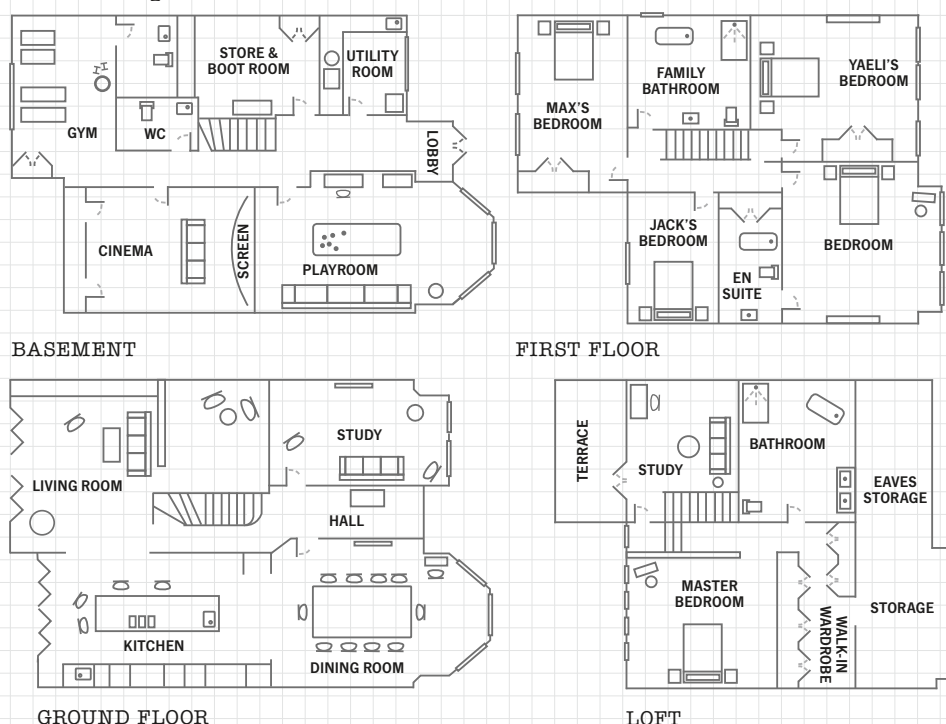 STORE &
BOOT ROOM
UTILITY
ROOM
GYM
WC
LOBBY
CINEMA
SCREEN
PLAYROOM
BASEMENT
MAX'S
BEDROOM
FAMILY
BATHROOM
YAELI'S
BEDROOM
JACK'S
BEDROOM
EN
SUITE
BEDROOM
FIRST FLOOR
LIVING ROOM
STUDY
HALL
KITCHEN
DINING ROOM
GROUND FLOOR
TERRACE
STUDY
BATHROOM
EAVES
STORAGE
MASTER
BEDROOM
WALK-IN
WARDROBE
STORAGE
LOFT